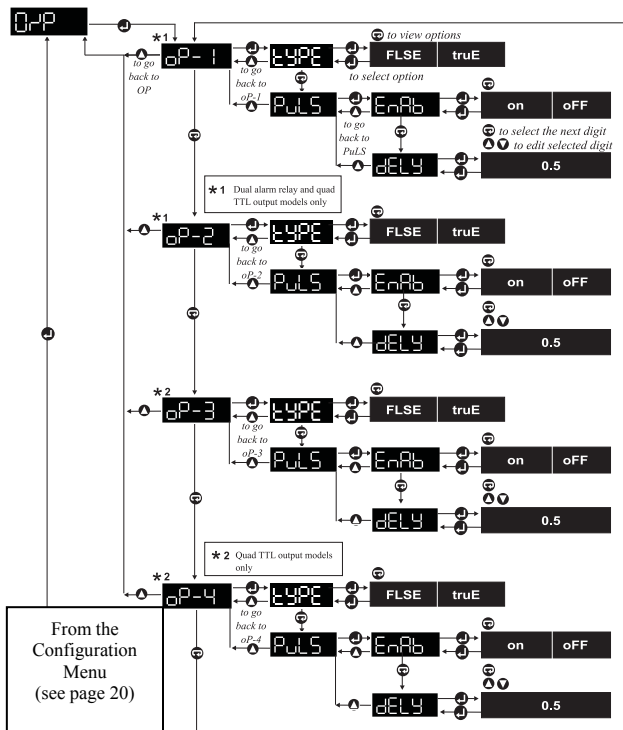 O/P
*1
oP-1
to go
back to
OP
tYPE
to view options
FLSE truE
to select option
to go
back to
oP-1
PuLS
EnAb
on oFF
to go
back to
PuLS
to select the next digit
to edit selected digit
dELY
0.5
*1 Dual alarm relay and quad
TTL output models only
*1
oP-2
tYPE
FLSE truE
to go
back to
oP-2
PuLS
EnAb
on oFF
dELY
0.5
*2
oP-3
tYPE
FLSE truE
to go
back to
oP-3
PuLS
EnAb
on oFF
dELY
0.5
*2 Quad TTL output models
only
*2
oP-4
tYPE
FLSE truE
to go
back to
oP-4
PuLS
EnAb
on oFF
dELY
0.5
From the
Configuration
Menu
(see page 20)